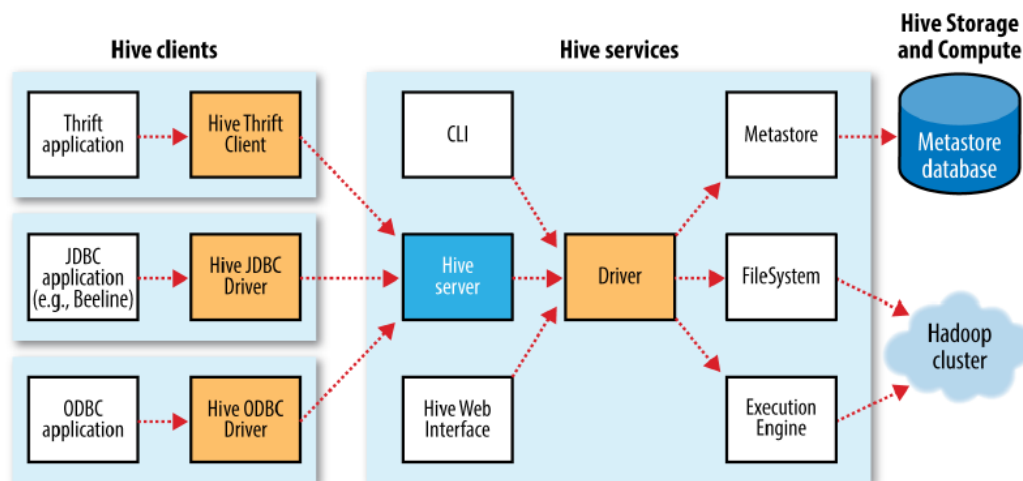 Hive clients
Hive services
Hive Storage
and Compute
Thrift
application
Hive Thrift
Client
CLI
Metastore
Metastore
database
JDBC
application
(e.g., Beeline)
Hive JDBC
Driver
Hive
server
Driver
FileSystem
Hadoop
cluster
ODBC
application
Hive ODBC
Driver
Hive Web
Interface
Execution
Engine